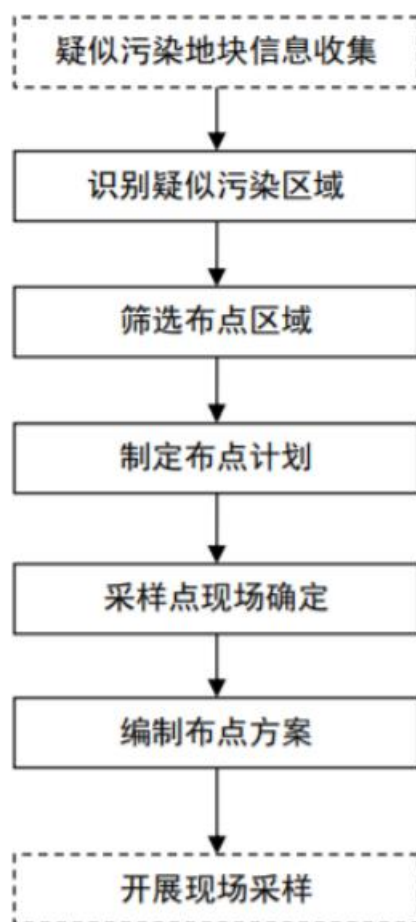 疑似污染地块信息收集
识别疑似污染区域
筛选布点区域
制定布点计划
采样点现场确定
编制布点方案
开展现场采样